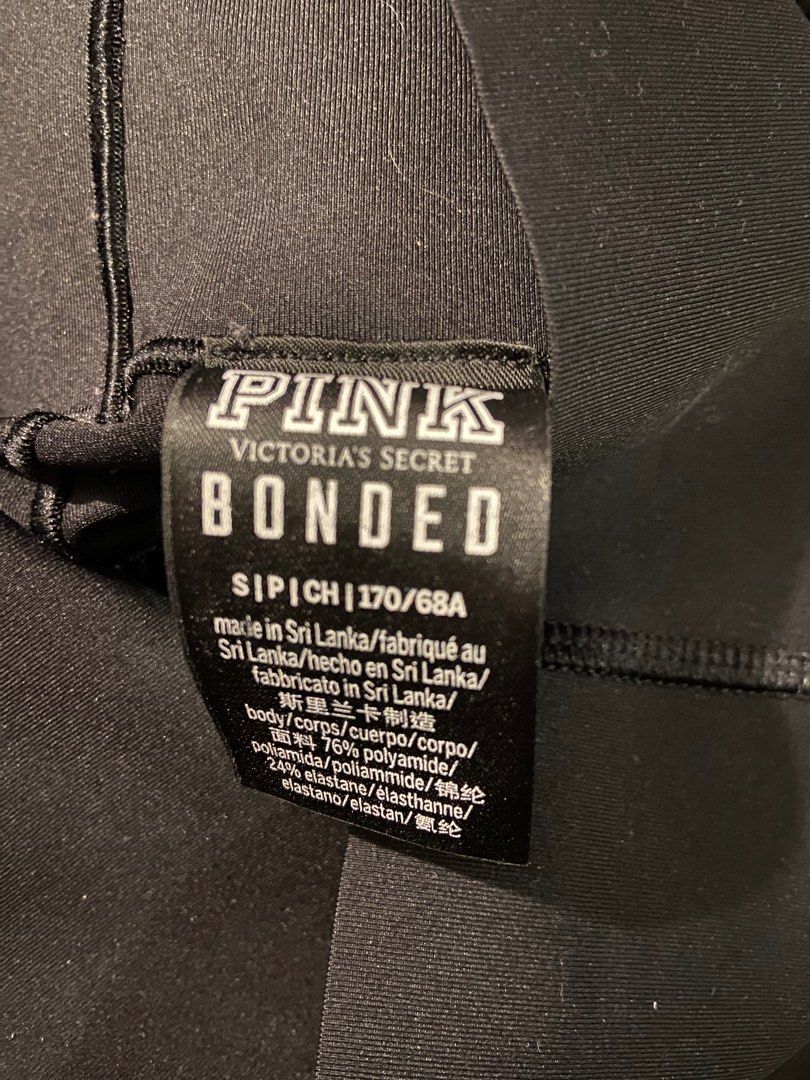 PINK
VICTORIA'S SECRET
BONDED
S|P|CH|170/68A
made in Sri Lanka/fabriqué au
Sri Lanka/hecho en Sri Lanka/
fabbricato in Sri Lanka/
斯里兰卡制造
body/corps/cuerpo/corpo/
面料 76% polyamide/
poliamida/poliammide/锦纶
24% elastane/élasthanne/
elastano/elastan/氨纶